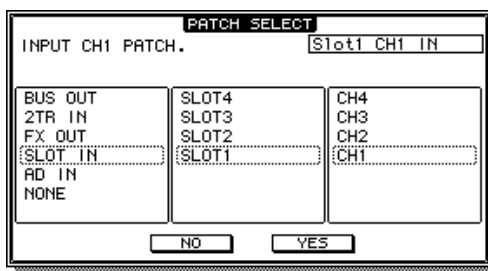 PATCH SELECT
INPUT CH1 PATCH.
Slot1 CH1 IN
BUS OUT
2TR IN
FX OUT
SLOT IN
AD IN
NONE
SLOT4
SLOT3
SLOT2
SLOT1
CH4
CH3
CH2
CH1
NO
YES